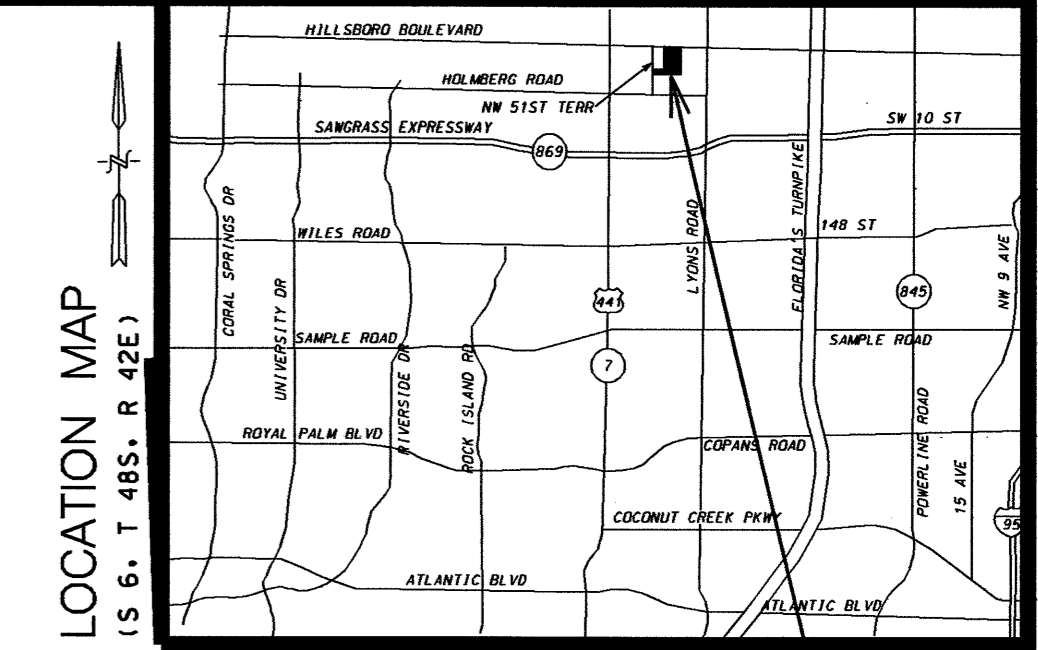 LOCATION MAP
(S 6. T 48S. R 42E)
N
HILLSBORO BOULEVARD
HOLMBERG ROAD
NW 51ST TERR
SAWGRASS EXPRESSWAY
869
SW 10 ST
CORAL SPRINGS DR
UNIVERSITY DR
WILES ROAD
RIVERSIDE DR
ROCK ISLAND RD
LYONS ROAD
FLORIDA'S TURNPIKE
148 ST
NW 9 AVE
441
845
SAMPLE ROAD
7
SAMPLE ROAD
ROYAL PALM BLVD
COPANS ROAD
POWERLINE ROAD
15 AVE
COCONUT CREEK PKWY
95
ATLANTIC BLVD
ATLANTIC BLVD